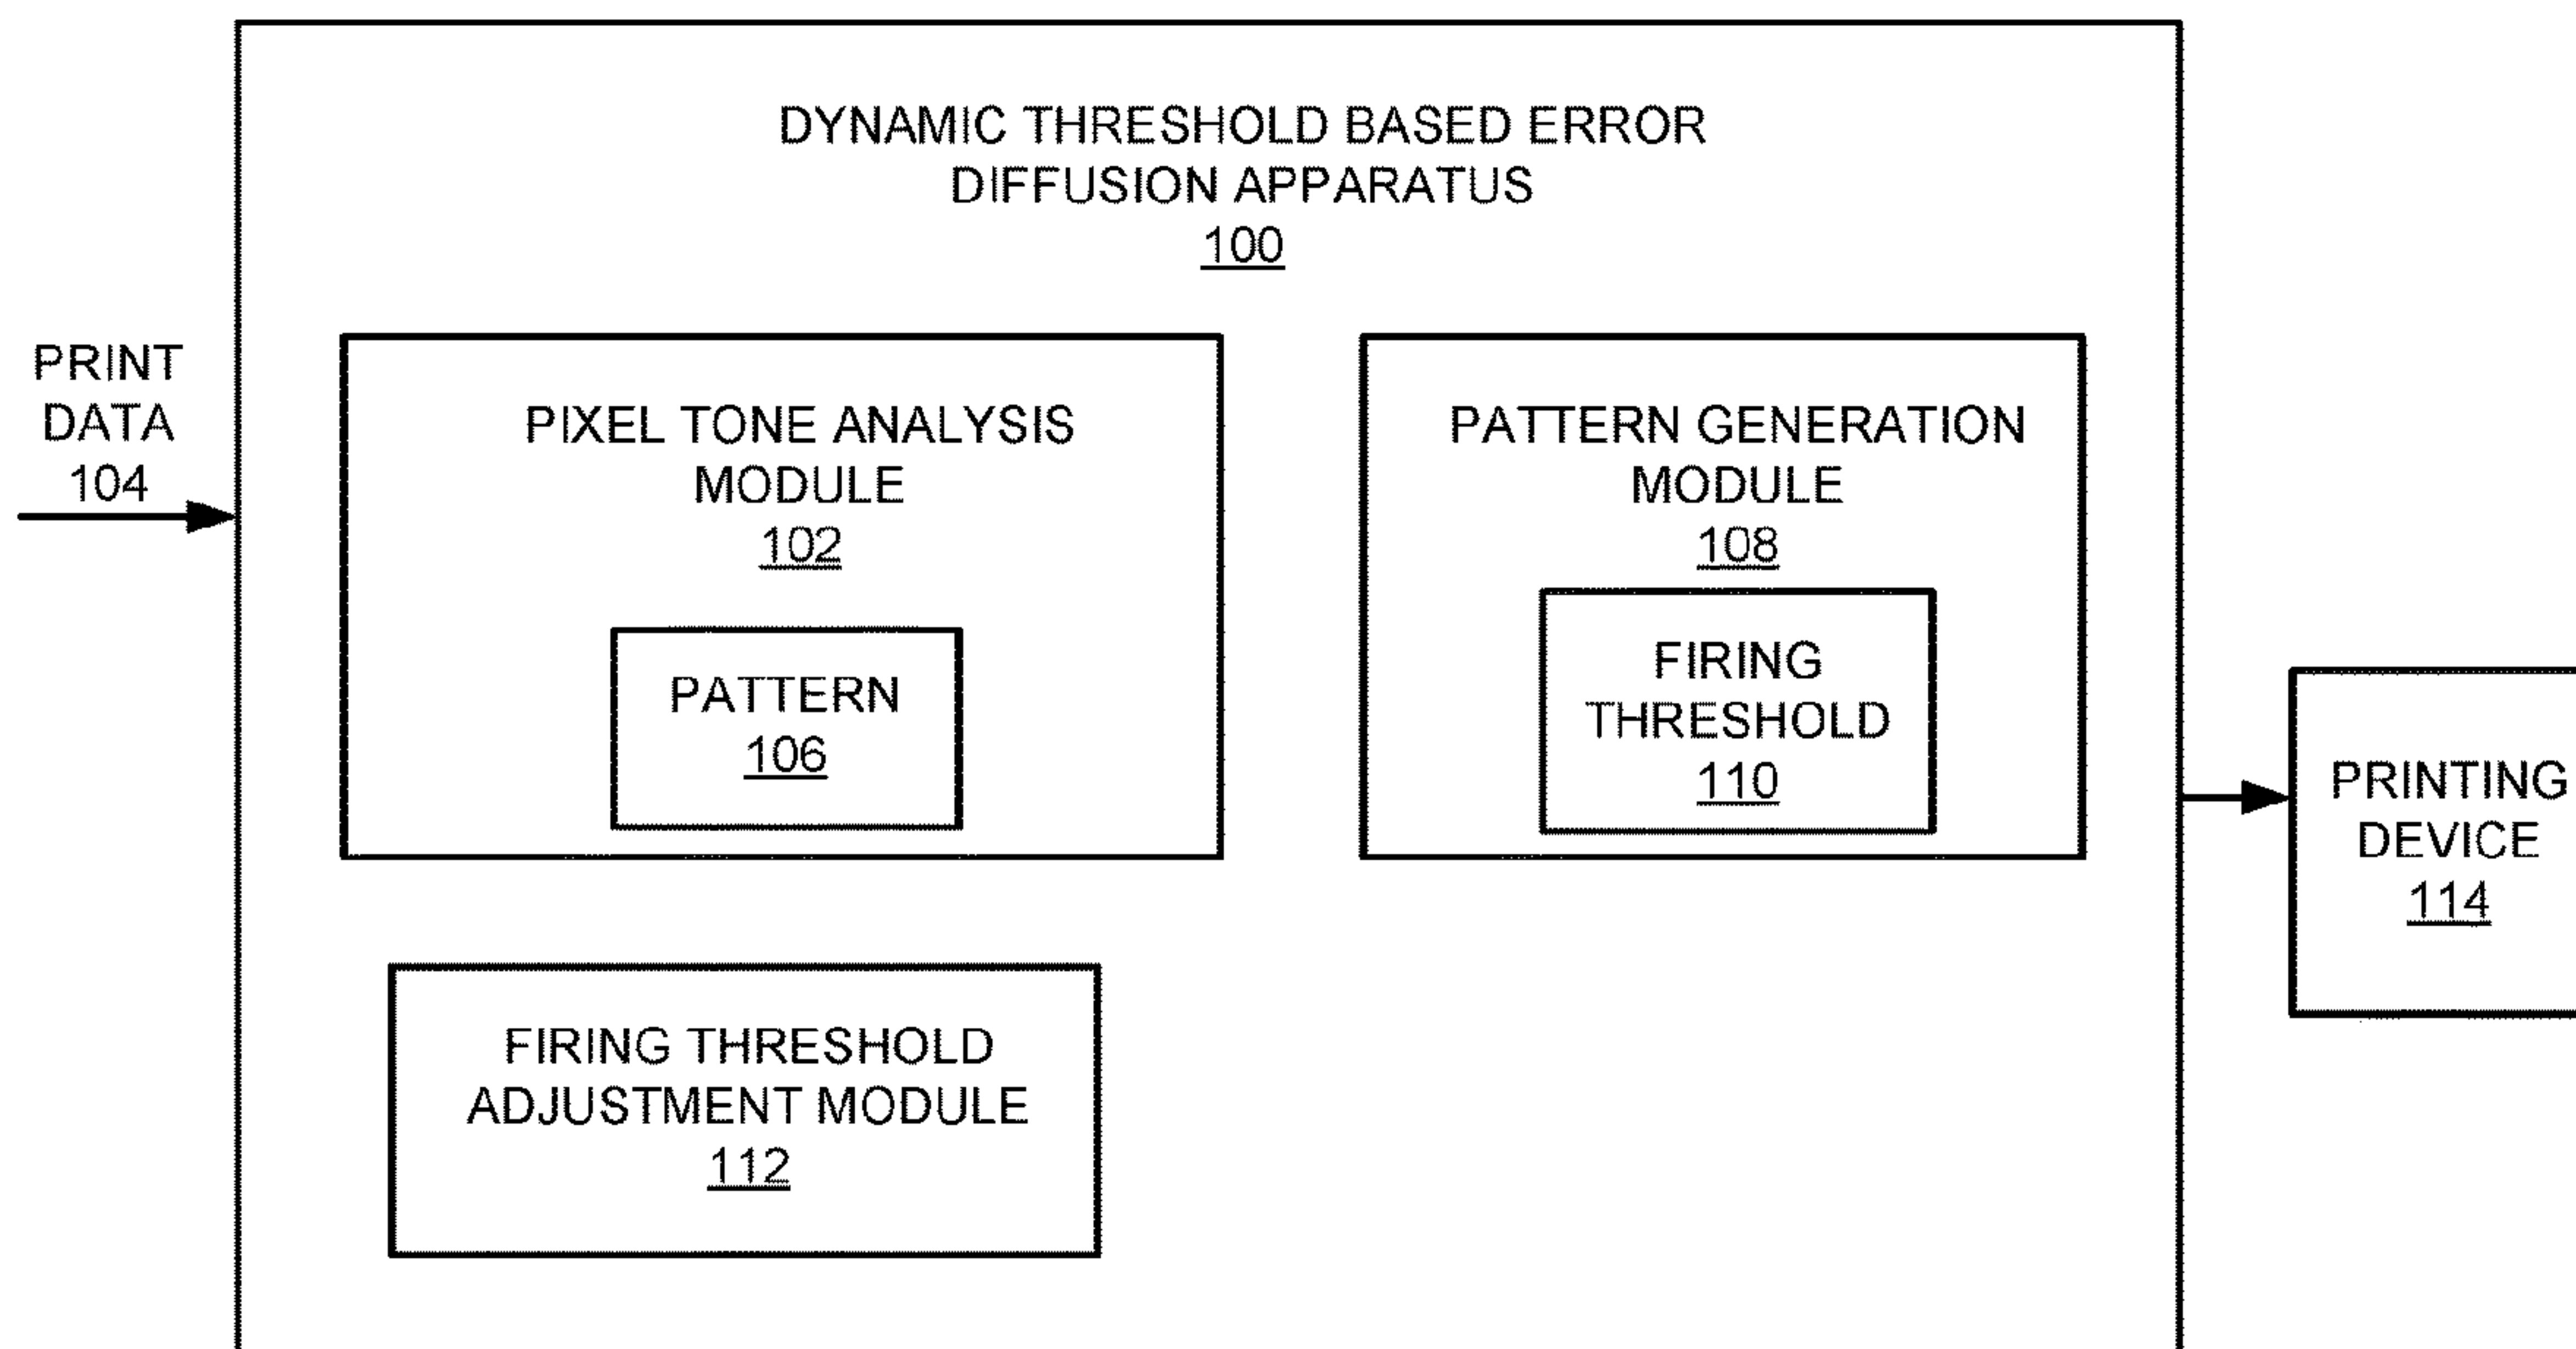 DYNAMIC THRESHOLD BASED ERROR
DIFFUSION APPARATUS
100
PRINT
DATA
104
PIXEL TONE ANALYSIS
MODULE
102
PATTERN
106
PATTERN GENERATION
MODULE
108
FIRING
THRESHOLD
110
PRINTING
DEVICE
114
FIRING THRESHOLD
ADJUSTMENT MODULE
112